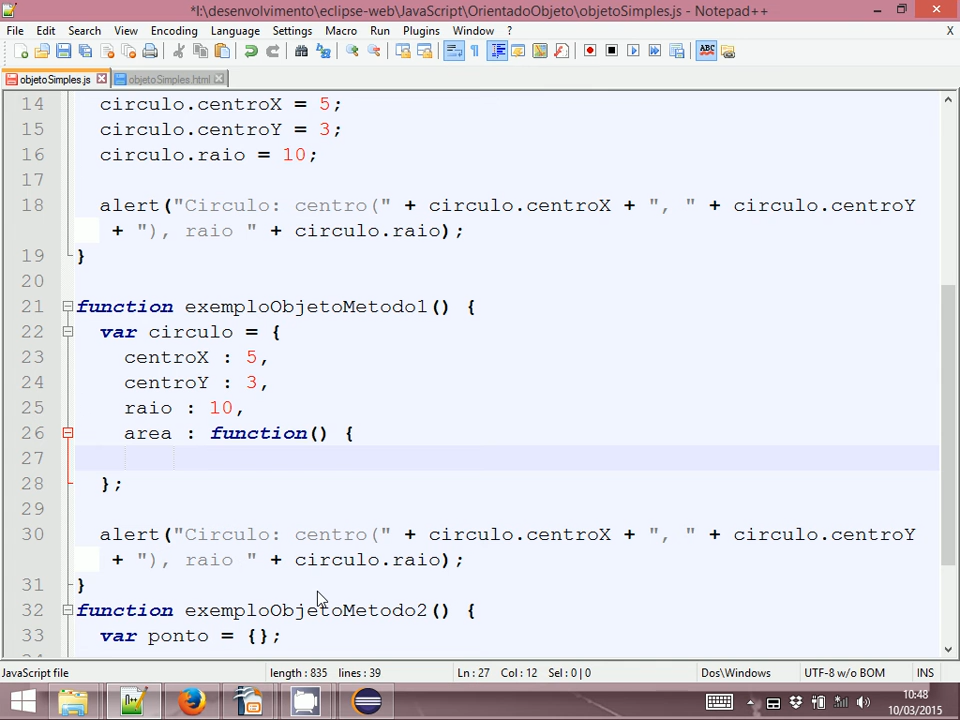 *I:\desenvolvimento\eclipse-web\JavaScript\OrientadoObjeto\objetoSimples.js - Notepad++
File Edit Search View Encoding Language Settings Macro Run Plugins Window ? X
objetoSimples.js objetoSimples.html
14 circulo.centroX = 5;
15 circulo.centroY = 3;
16 circulo.raio = 10;
17
18 alert("Circulo: centro(" + circulo.centroX + ", " + circulo.centroY
+ "), raio " + circulo.raio);
19 }
20
21 function exemploObjetoMetodo1() {
22 var circulo = {
23 centroX : 5,
24 centroY : 3,
25 raio : 10,
26 area : function() {
27
28 };
29
30 alert("Circulo: centro(" + circulo.centroX + ", " + circulo.centroY
+ "), raio " + circulo.raio);
31 }
32 function exemploObjetoMetodo2() {
33 var ponto = {};
JavaScript file length : 835 lines : 39 Ln : 27 Col : 12 Sel : 0 | 0 Dos\Windows UTF-8 w/o BOM INS
10:48
10/03/2015